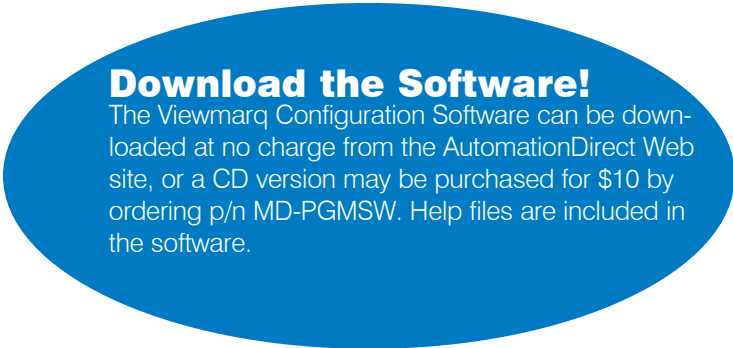 Download the Software!
The Viewmarq Configuration Software can be down-
loaded at no charge from the AutomationDirect Web
site, or a CD version may be purchased for $10 by
ordering p/n MD-PGMSW. Help files are included in
the software.